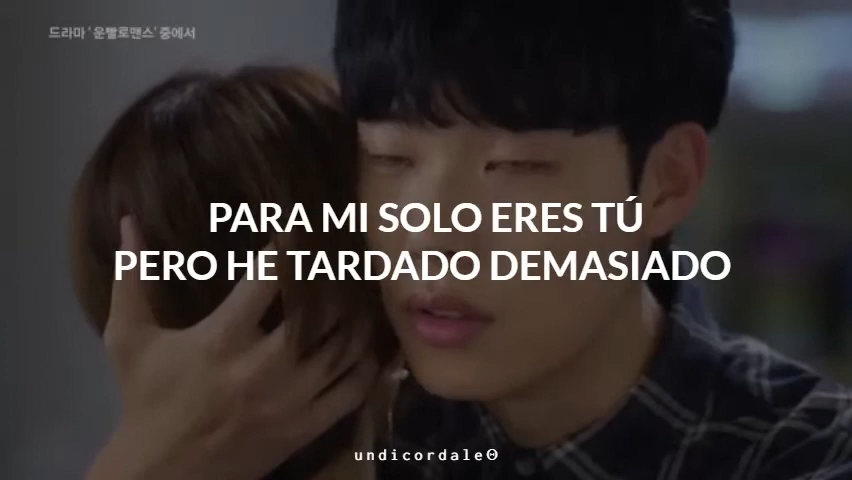 드라마 '운빨로맨스' 중에서
PARA MI SOLO ERES TÚ
PERO HE TARDADO DEMASIADO
undicordaleΘ